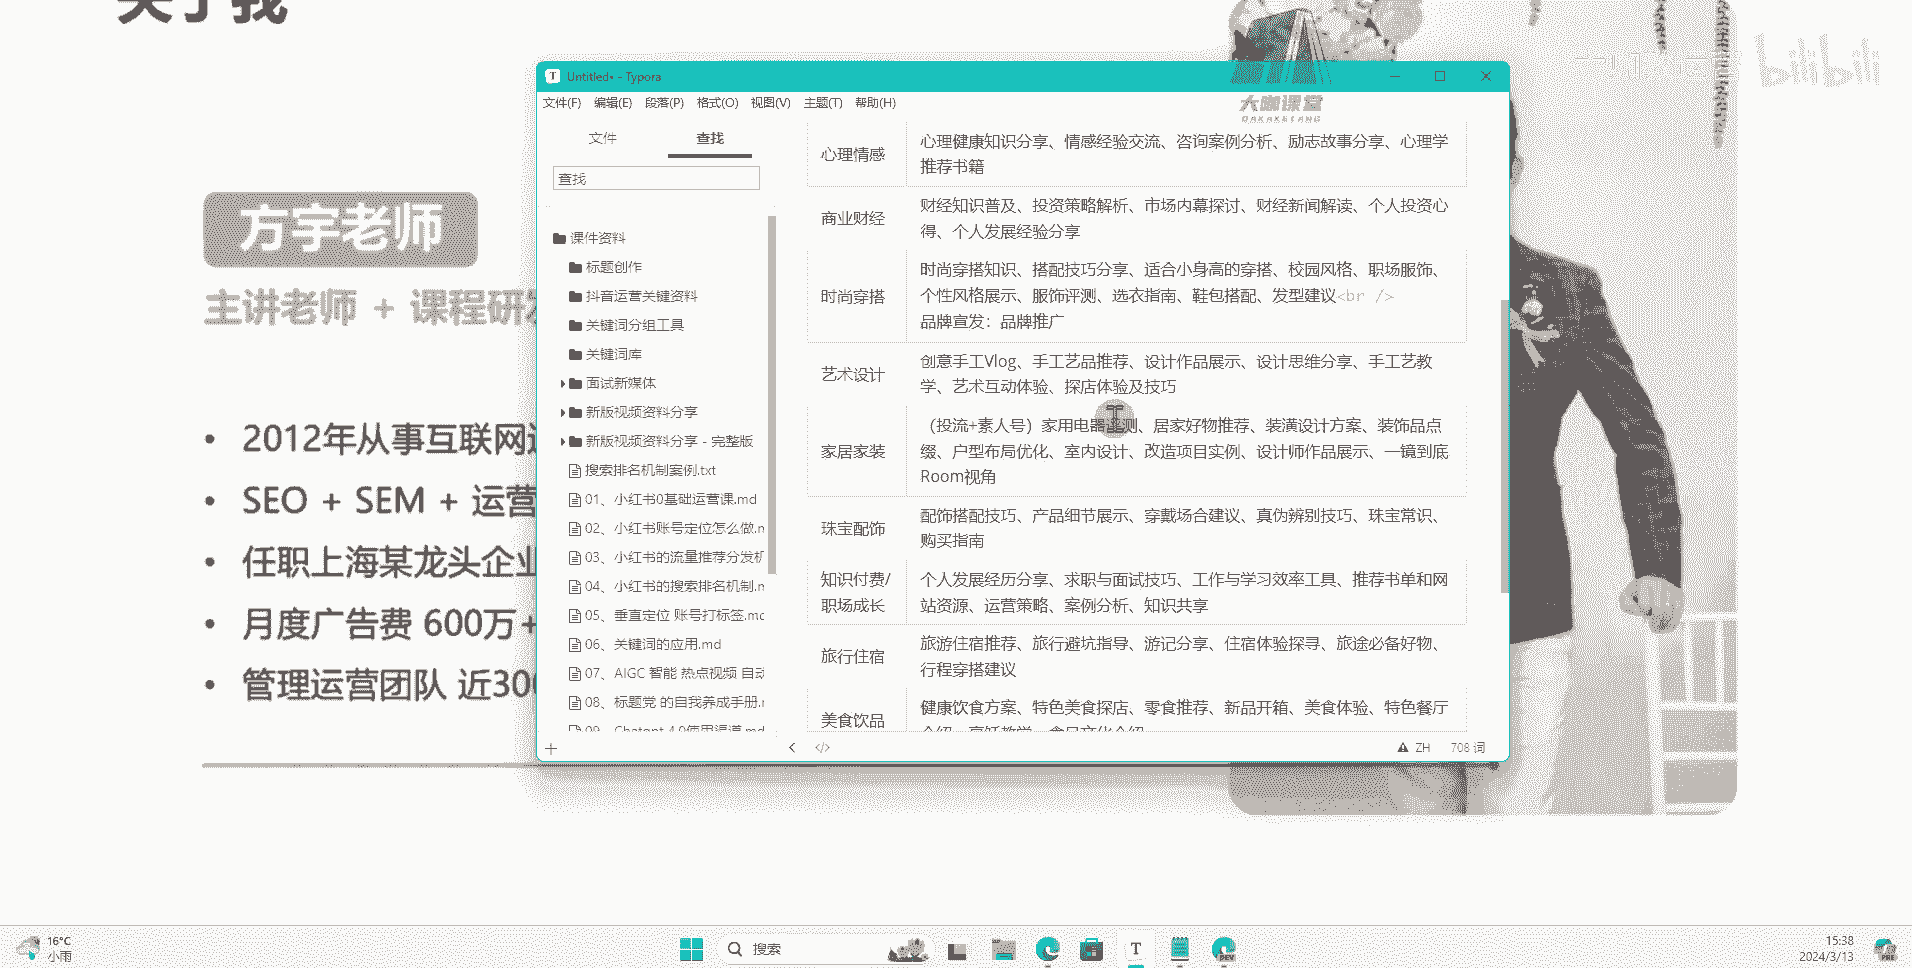 关于我
bilibili
方宇老师
主讲老师 + 课程研发
2012年从事互联网
SEO + SEM + 运营
任职上海某龙头企业
月度广告费 600万+
管理运营团队 近300
Untitled• - Typora
文件(F) 编辑(E) 段落(P) 格式(O) 视图(V) 主题(T) 帮助(H)
大咖课堂
文件 查找
查找
课件资料
标题创作
抖音运营关键资料
关键词分组工具
关键词库
面试新媒体
新版视频资料分享
新版视频资料分享 - 完整版
搜索排名机制案例.txt
01、小红书0基础运营课.md
02、小红书账号定位怎么做.m
03、小红书的流量推荐分发机
04、小红书的搜索排名机制.m
05、垂直定位 账号打标签.md
06、关键词的应用.md
07、AIGC 智能 热点视频 自动
08、标题党 的自我养成手册.m
09、Chatgpt 4.0使用渠道.md
心理情感
心理健康知识分享、情感经验交流、咨询案例分析、励志故事分享、心理学
推荐书籍
商业财经
财经知识普及、投资策略解析、市场内幕探讨、财经新闻解读、个人投资心
得、个人发展经验分享
时尚穿搭
时尚穿搭知识、搭配技巧分享、适合小身高的穿搭、校园风格、职场服饰、
个性风格展示、服饰评测、选衣指南、鞋包搭配、发型建议<br />
品牌宣发：品牌推广
艺术设计
创意手工Vlog、手工艺品推荐、设计作品展示、设计思维分享、手工艺教
学、艺术互动体验、探店体验及技巧
家居家装
（投流+素人号）家用电器速测、居家好物推荐、装潢设计方案、装饰品点
缀、户型布局优化、室内设计、改造项目实例、设计师作品展示、一镜到底
Room视角
珠宝配饰
配饰搭配技巧、产品细节展示、穿戴场合建议、真伪辨别技巧、珠宝常识、
购买指南
知识付费/
职场成长
个人发展经历分享、求职与面试技巧、工作与学习效率工具、推荐书单和网
站资源、运营策略、案例分析、知识共享
旅行住宿
旅游住宿推荐、旅行避坑指导、游记分享、住宿体验探寻、旅途必备好物、
行程穿搭建议
美食饮品
健康饮食方案、特色美食探店、零食推荐、新品开箱、美食体验、特色餐厅
介绍、烹饪教学、食品文化介绍
ZH 708 词
16°C
小雨
搜索
15:38
2024/3/13